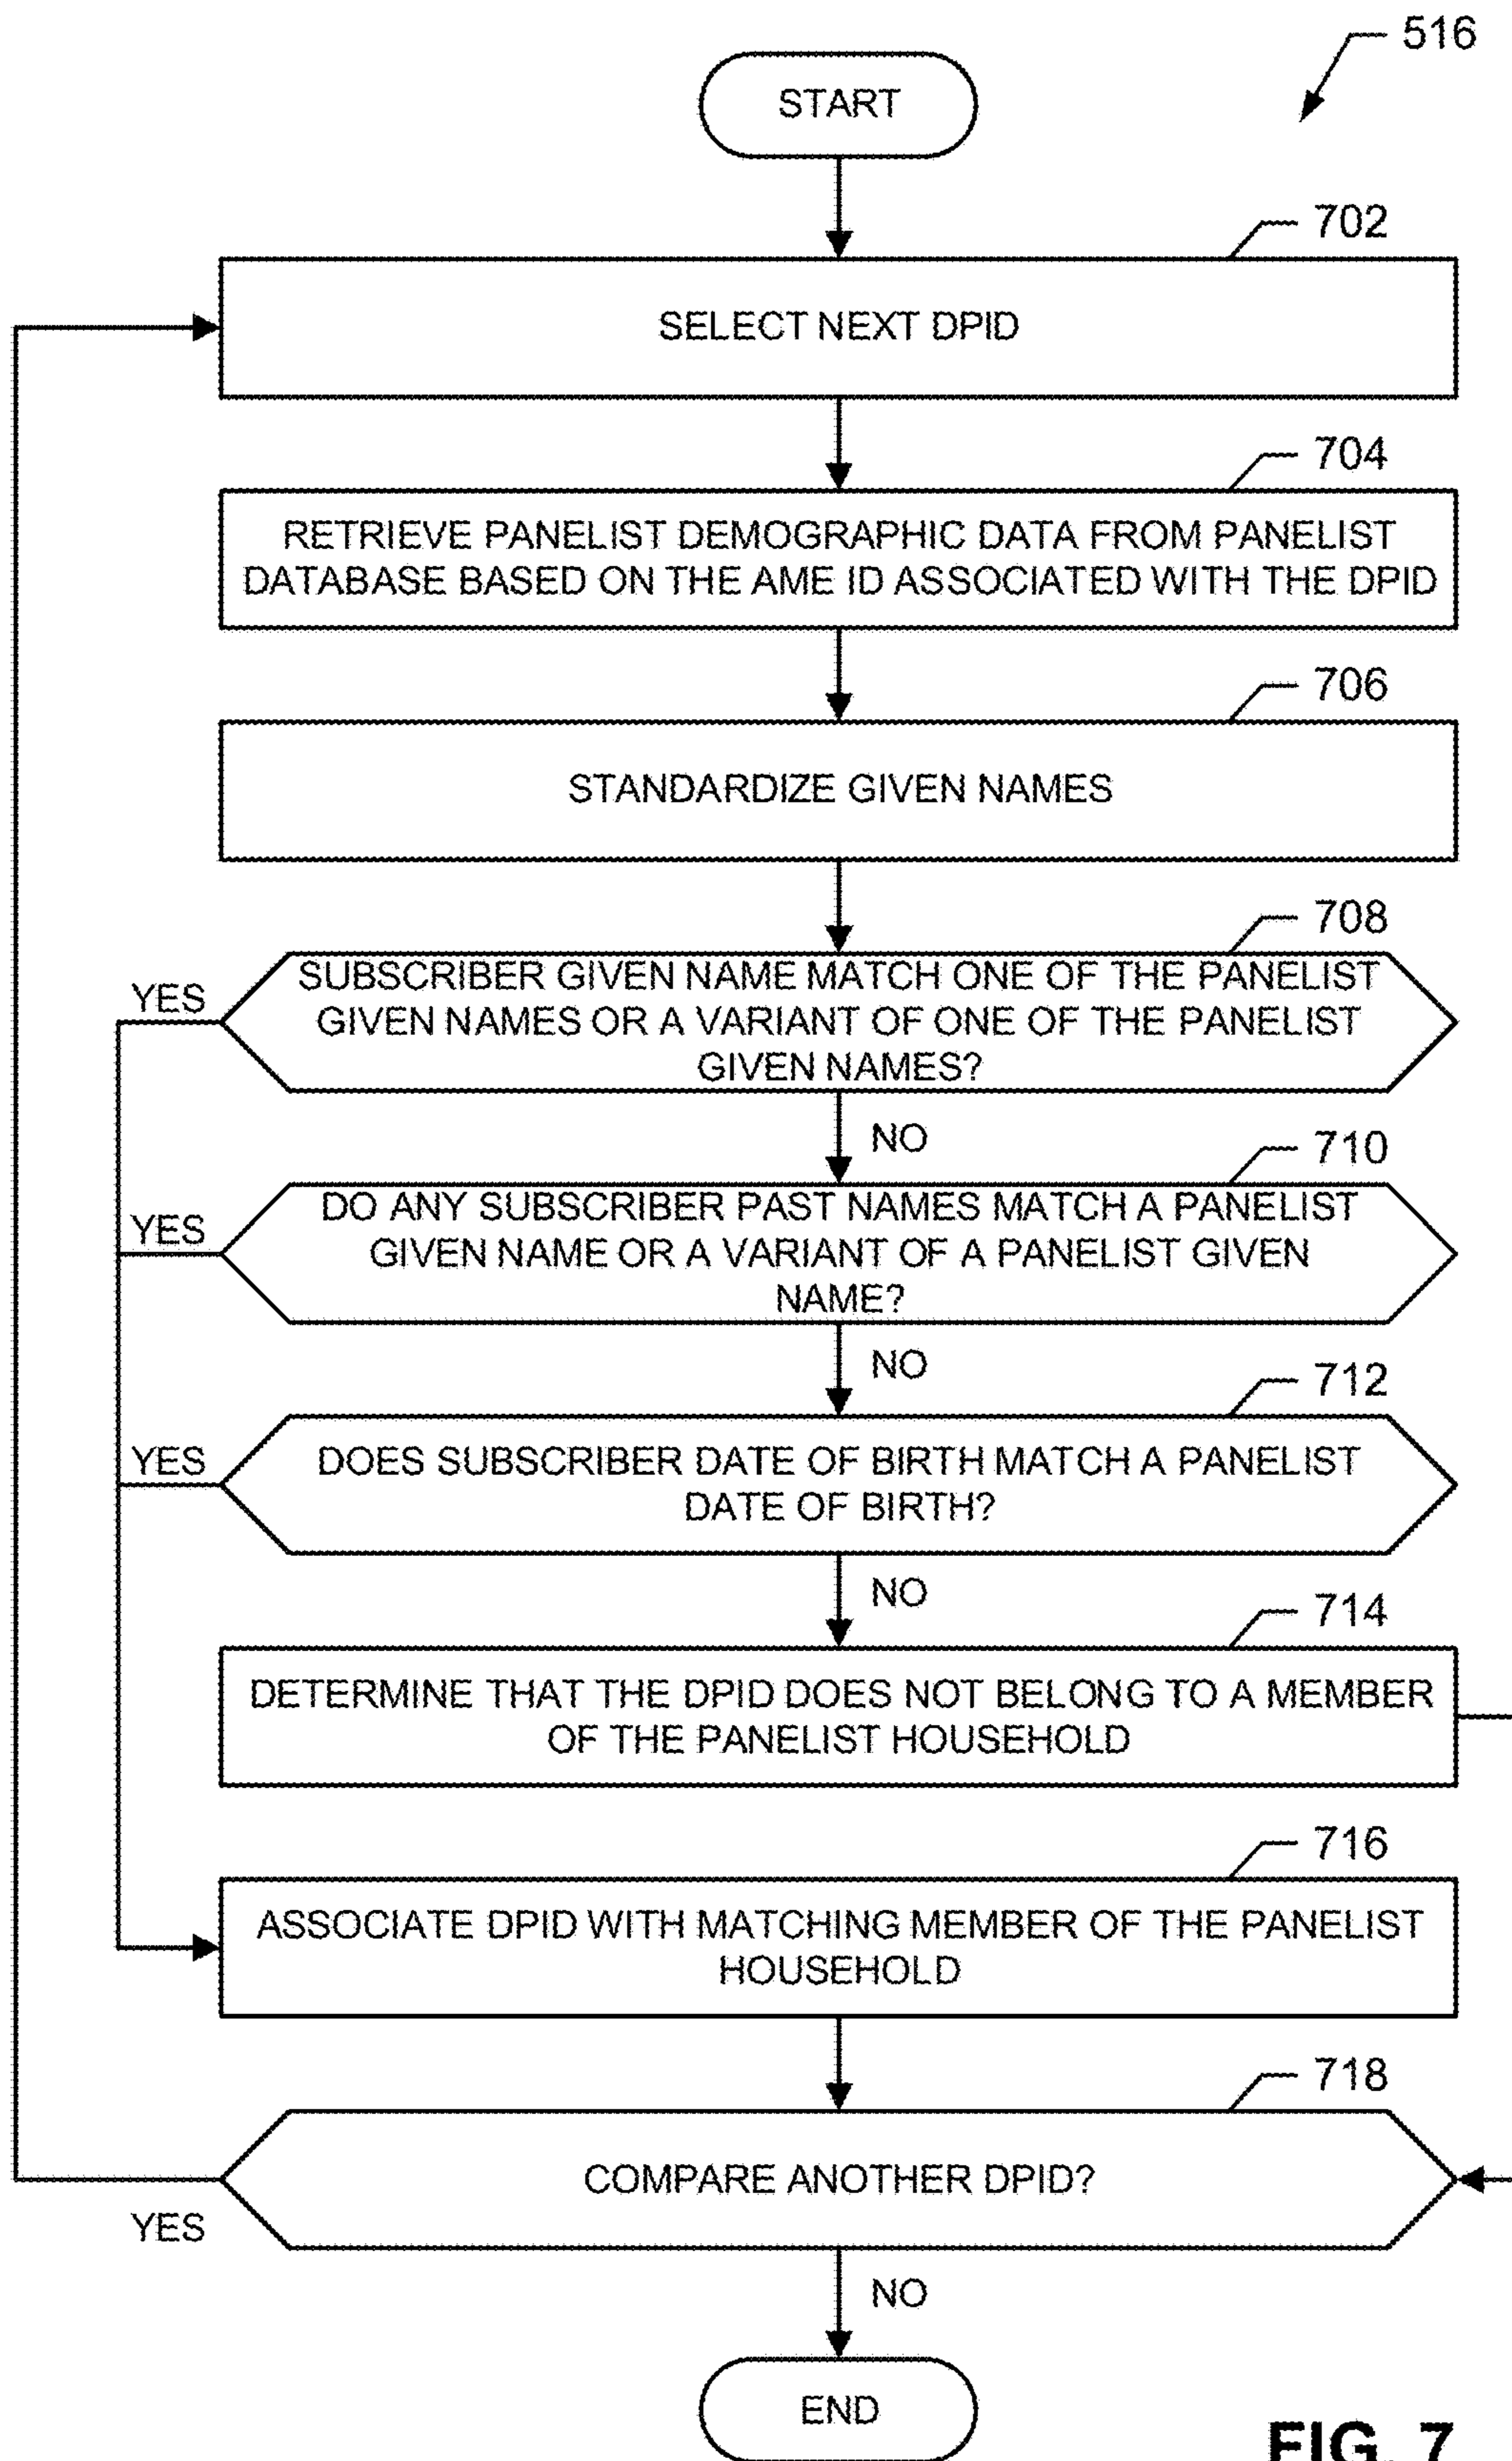 516
START
702
SELECT NEXT DPID
704
RETRIEVE PANELIST DEMOGRAPHIC DATA FROM PANELIST
DATABASE BASED ON THE AME ID ASSOCIATED WITH THE DPID
706
STANDARDIZE GIVEN NAMES
708
YES
SUBSCRIBER GIVEN NAME MATCH ONE OF THE PANELIST
GIVEN NAMES OR A VARIANT OF ONE OF THE PANELIST
GIVEN NAMES?
NO
710
YES
DO ANY SUBSCRIBER PAST NAMES MATCH A PANELIST
GIVEN NAME OR A VARIANT OF A PANELIST GIVEN
NAME?
NO
712
YES
DOES SUBSCRIBER DATE OF BIRTH MATCH A PANELIST
DATE OF BIRTH?
NO
714
DETERMINE THAT THE DPID DOES NOT BELONG TO A MEMBER
OF THE PANELIST HOUSEHOLD
716
ASSOCIATE DPID WITH MATCHING MEMBER OF THE PANELIST
HOUSEHOLD
718
COMPARE ANOTHER DPID?
YES
NO
END
FIG. 7